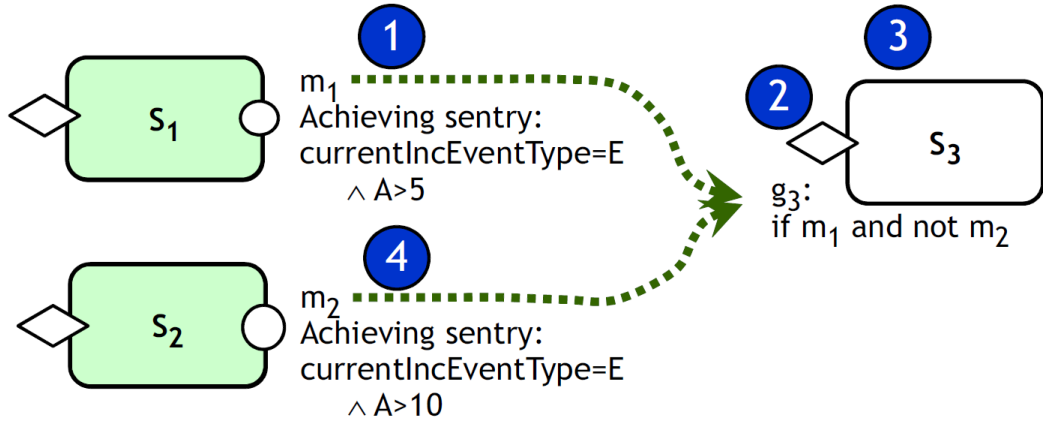 1
S₁
m₁
Achieving sentry:
currentIncEventType=E
∧ A>5
2
3
S₃
g₃:
if m₁ and not m₂
4
S₂
m₂
Achieving sentry:
currentIncEventType=E
∧ A>10